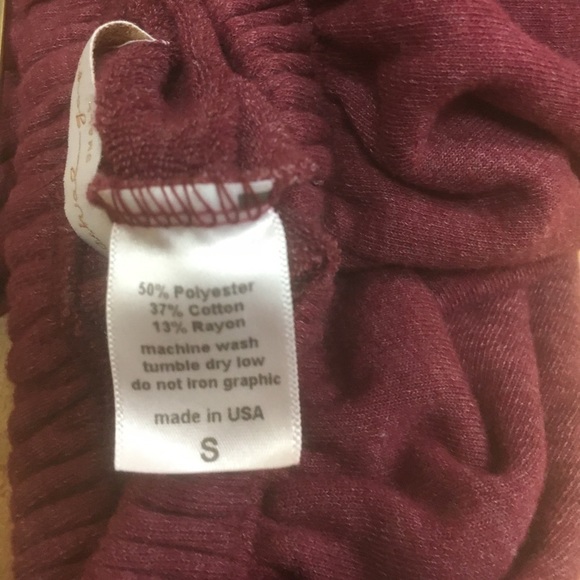 50% Polyester
37% Cotton
13% Rayon
machine wash
tumble dry low
do not iron graphic
made in USA
S